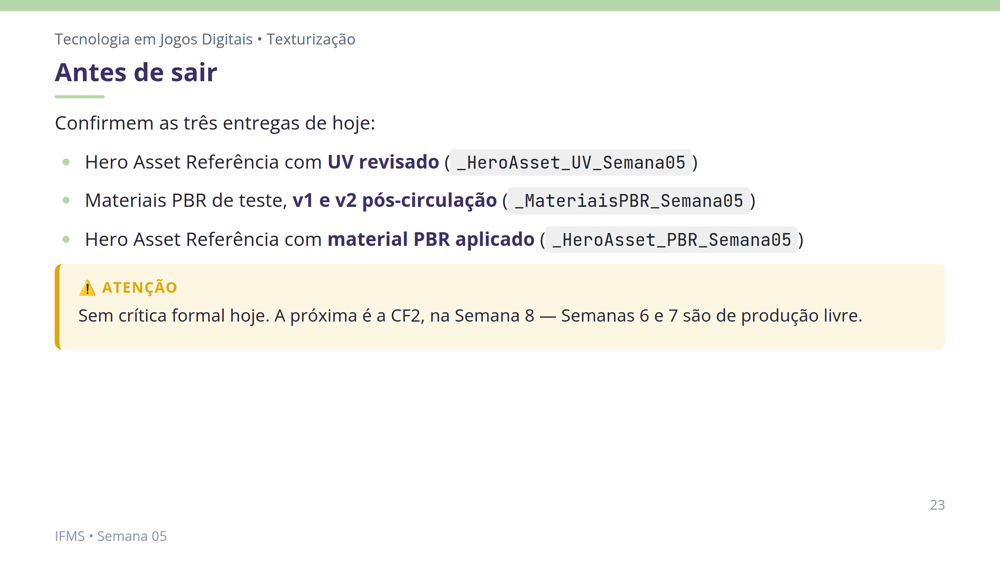 Tecnologia em Jogos Digitais • Texturização
Antes de sair
Confirmem as três entregas de hoje:
• Hero Asset Referência com UV revisado (_HeroAsset_UV_Semana05)
• Materiais PBR de teste, v1 e v2 pós-circulação (_MateriaisPBR_Semana05)
• Hero Asset Referência com material PBR aplicado (_HeroAsset_PBR_Semana05)
⚠️ ATENÇÃO
Sem crítica formal hoje. A próxima é a CF2, na Semana 8 — Semanas 6 e 7 são de produção livre.
23
IFMS • Semana 05